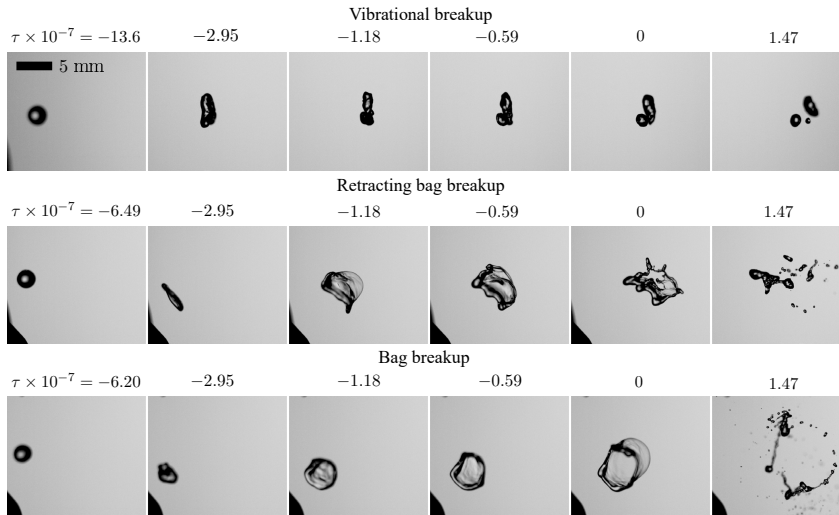 Vibrational breakup
τ × 10⁻⁷ = −13.6 −2.95 −1.18 −0.59 0 1.47
5 mm
Retracting bag breakup
τ × 10⁻⁷ = −6.49 −2.95 −1.18 −0.59 0 1.47
Bag breakup
τ × 10⁻⁷ = −6.20 −2.95 −1.18 −0.59 0 1.47